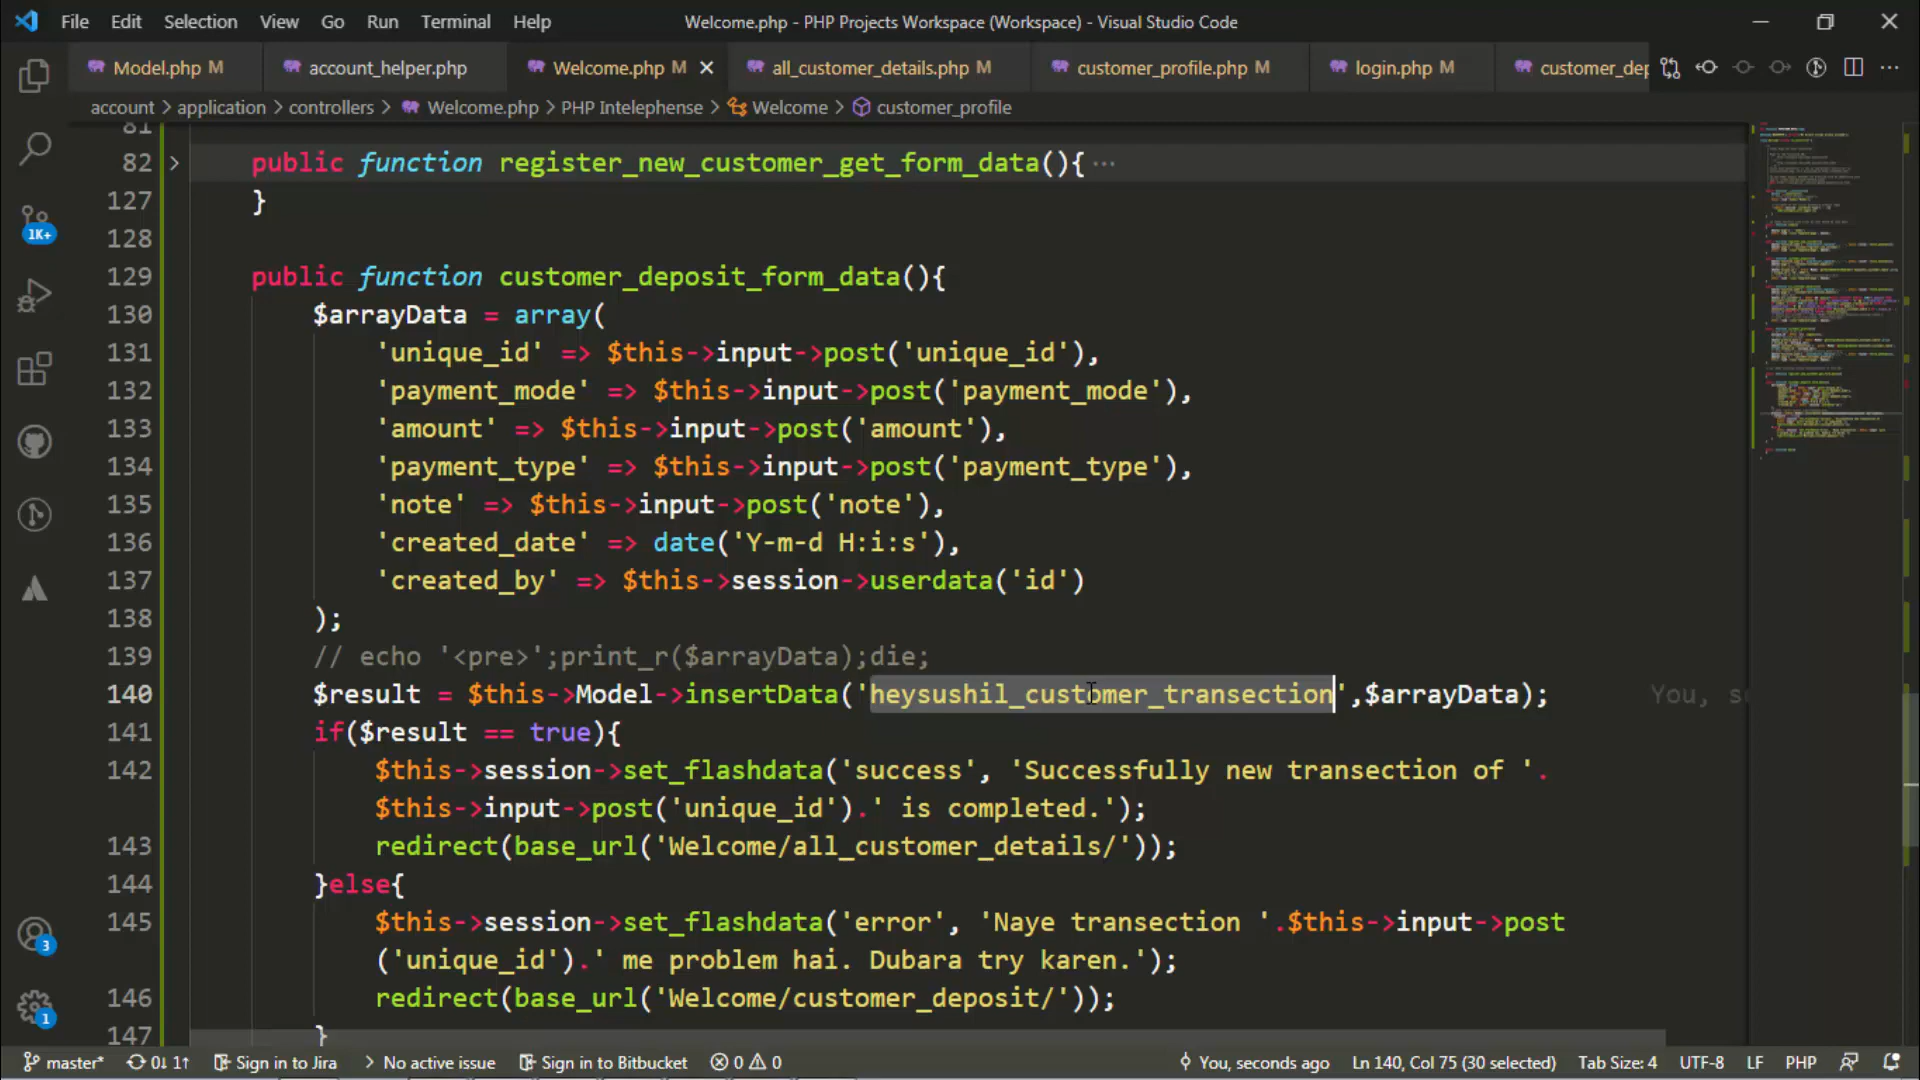 File Edit Selection View Go Run Terminal Help Welcome.php - PHP Projects Workspace (Workspace) - Visual Studio Code
Model.php M account_helper.php Welcome.php M all_customer_details.php M customer_profile.php M login.php M customer_dep
account > application > controllers > Welcome.php > PHP Intelephense > Welcome > customer_profile
81
82 public function register_new_customer_get_form_data(){ ···
127 }
128
129 public function customer_deposit_form_data(){
130 $arrayData = array(
131 'unique_id' => $this->input->post('unique_id'),
132 'payment_mode' => $this->input->post('payment_mode'),
133 'amount' => $this->input->post('amount'),
134 'payment_type' => $this->input->post('payment_type'),
135 'note' => $this->input->post('note'),
136 'created_date' => date('Y-m-d H:i:s'),
137 'created_by' => $this->session->userdata('id')
138 );
139 // echo '<pre>';print_r($arrayData);die;
140 $result = $this->Model->insertData('heysushil_customer_transection',$arrayData); You, s
141 if($result == true){
142 $this->session->set_flashdata('success', 'Successfully new transection of '.
$this->input->post('unique_id').' is completed.');
143 redirect(base_url('Welcome/all_customer_details/'));
144 }else{
145 $this->session->set_flashdata('error', 'Naye transection '.$this->input->post
('unique_id').' me problem hai. Dubara try karen.');
146 redirect(base_url('Welcome/customer_deposit/'));
147 }
1K+
3
1
master* 0↓ 1↑ Sign in to Jira > No active issue Sign in to Bitbucket 0 0 You, seconds ago Ln 140, Col 75 (30 selected) Tab Size: 4 UTF-8 LF PHP